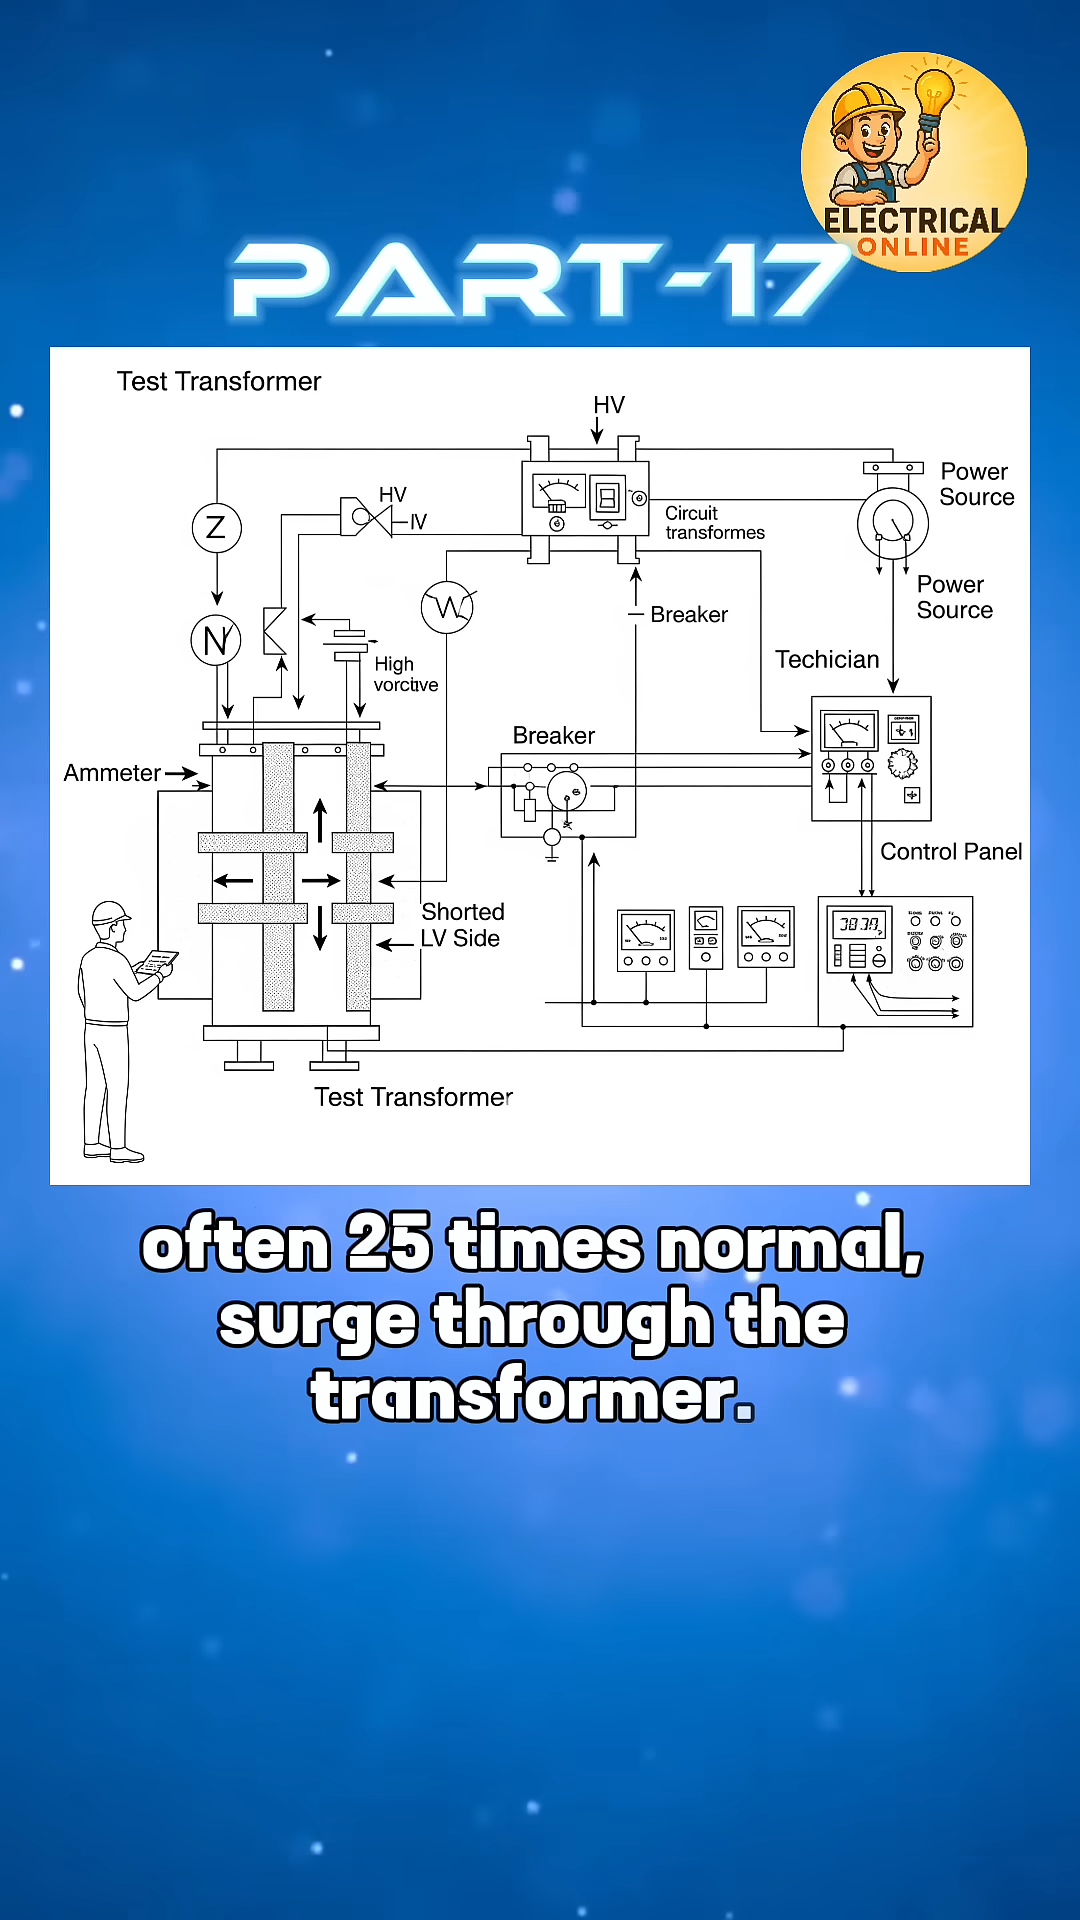 ELECTRICAL
ONLINE
PART-17
Test Transformer
HV
Power
Source
HV
IV
Z
Circuit
transformes
W
N
Breaker
Power
Source
High
vorctive
Techician
Breaker
Ammeter
Control Panel
Shorted
LV Side
Test Transformer
often 25 times normal,
surge through the
transformer.